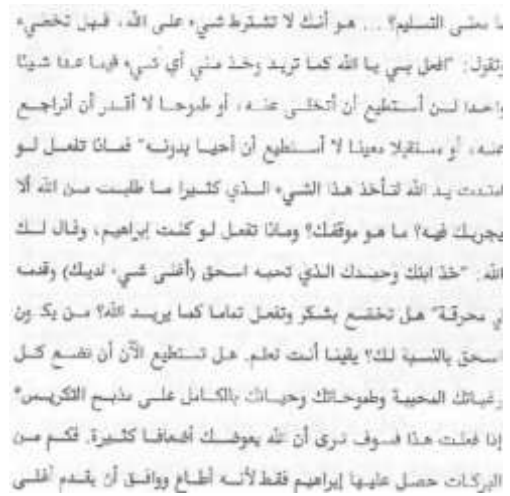 ما معنى التسليم؟ ... هو أنك لا تشترط شيء على الله، فهل تخضع
وتقول: "افعل بي يا الله كما تريد وخذ مني أي شيء فيما عدا شيئا
واحدا لن أستطيع أن أتخلى عنه، أو طموحا لا أقدر أن أتراجع
عنه، أو مستقبلا معينا لا أستطيع أن أحيا بدونه" فماذا تفعل لو
امتدت يد الله لتأخذ هذا الشيء الذي كثيرا ما طلبت من الله ألا
يجربك فيه؟ ما هو موقفك؟ وماذا تفعل لو كنت إبراهيم، وقال لك
الله: "خذ ابنك وحيدك الذي تحبه اسحق (أغلى شيء لديك) وقدمه
لي محرقة" هل تخضع بشكر وتفعل تماما كما يريد الله؟ من يكون
اسحق بالنسبة لك؟ يقينا أنت تعلم. هل تستطيع الآن أن تضع كل
رغباتك المحببة وطموحاتك وحياتك بالكامل على مذبح التكريس؟
إذا فعلت هذا فسوف ترى أن الله يعوضك أضعافا كثيرة. فكم من
البركات حصل عليها إبراهيم فقط لأنه أطاع ووافق أن يقدم أغلى